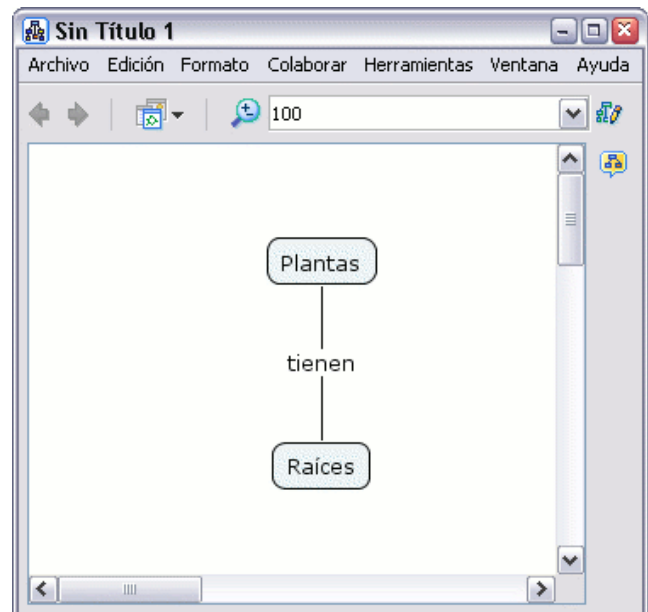 Sin Título 1
Archivo Edición Formato Colaborar Herramientas Ventana Ayuda
100
Plantas
tienen
Raíces